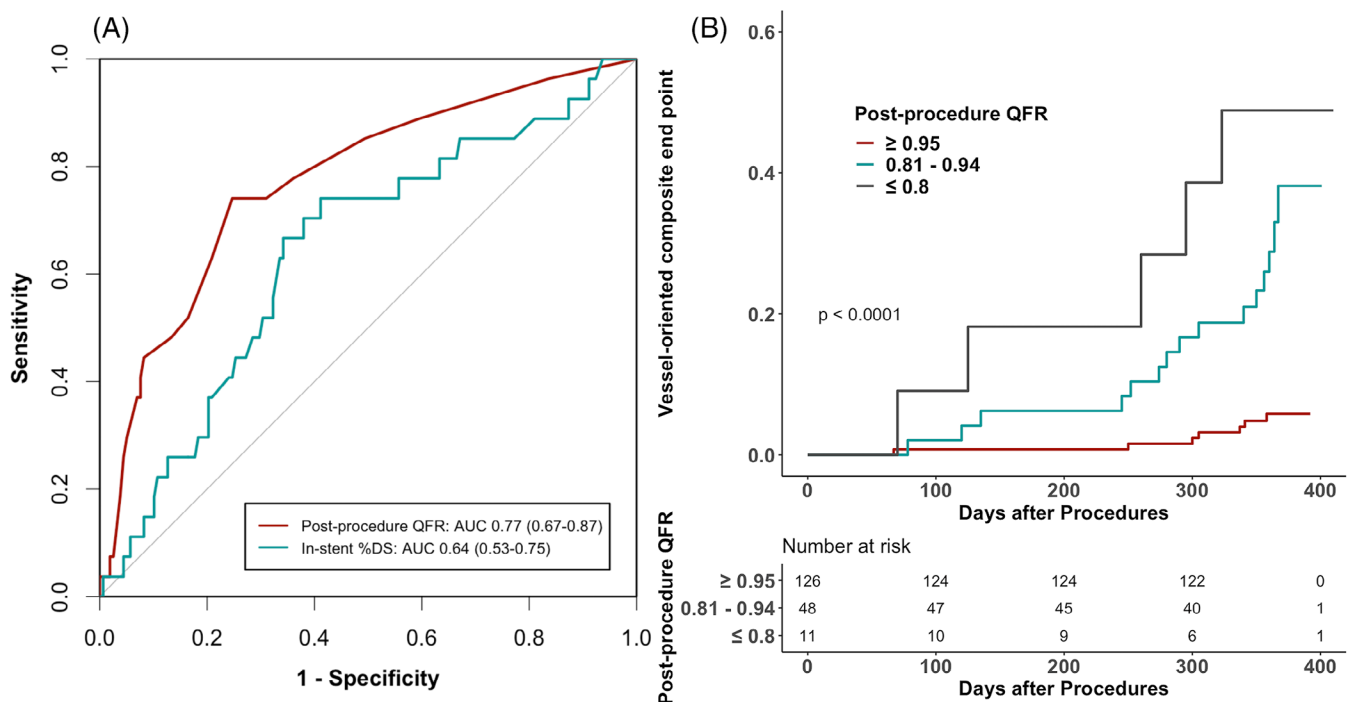 (A)
1.0
0.8
0.6
0.4
0.2
0.0
Sensitivity
Post-procedure QFR: AUC 0.77 (0.67-0.87)
In-stent %DS: AUC 0.64 (0.53-0.75)
0.0 0.2 0.4 0.6 0.8 1.0
1 - Specificity
(B)
Vessel-oriented composite end point
0.6
0.4
0.2
0.0
Post-procedure QFR
≥ 0.95
0.81 - 0.94
≤ 0.8
p < 0.0001
0 100 200 300 400
Days after Procedures
Post-procedure QFR
Number at risk
≥ 0.95 126 124 124 122 0
0.81 - 0.94 48 47 45 40 1
≤ 0.8 11 10 9 6 1
0 100 200 300 400
Days after Procedures